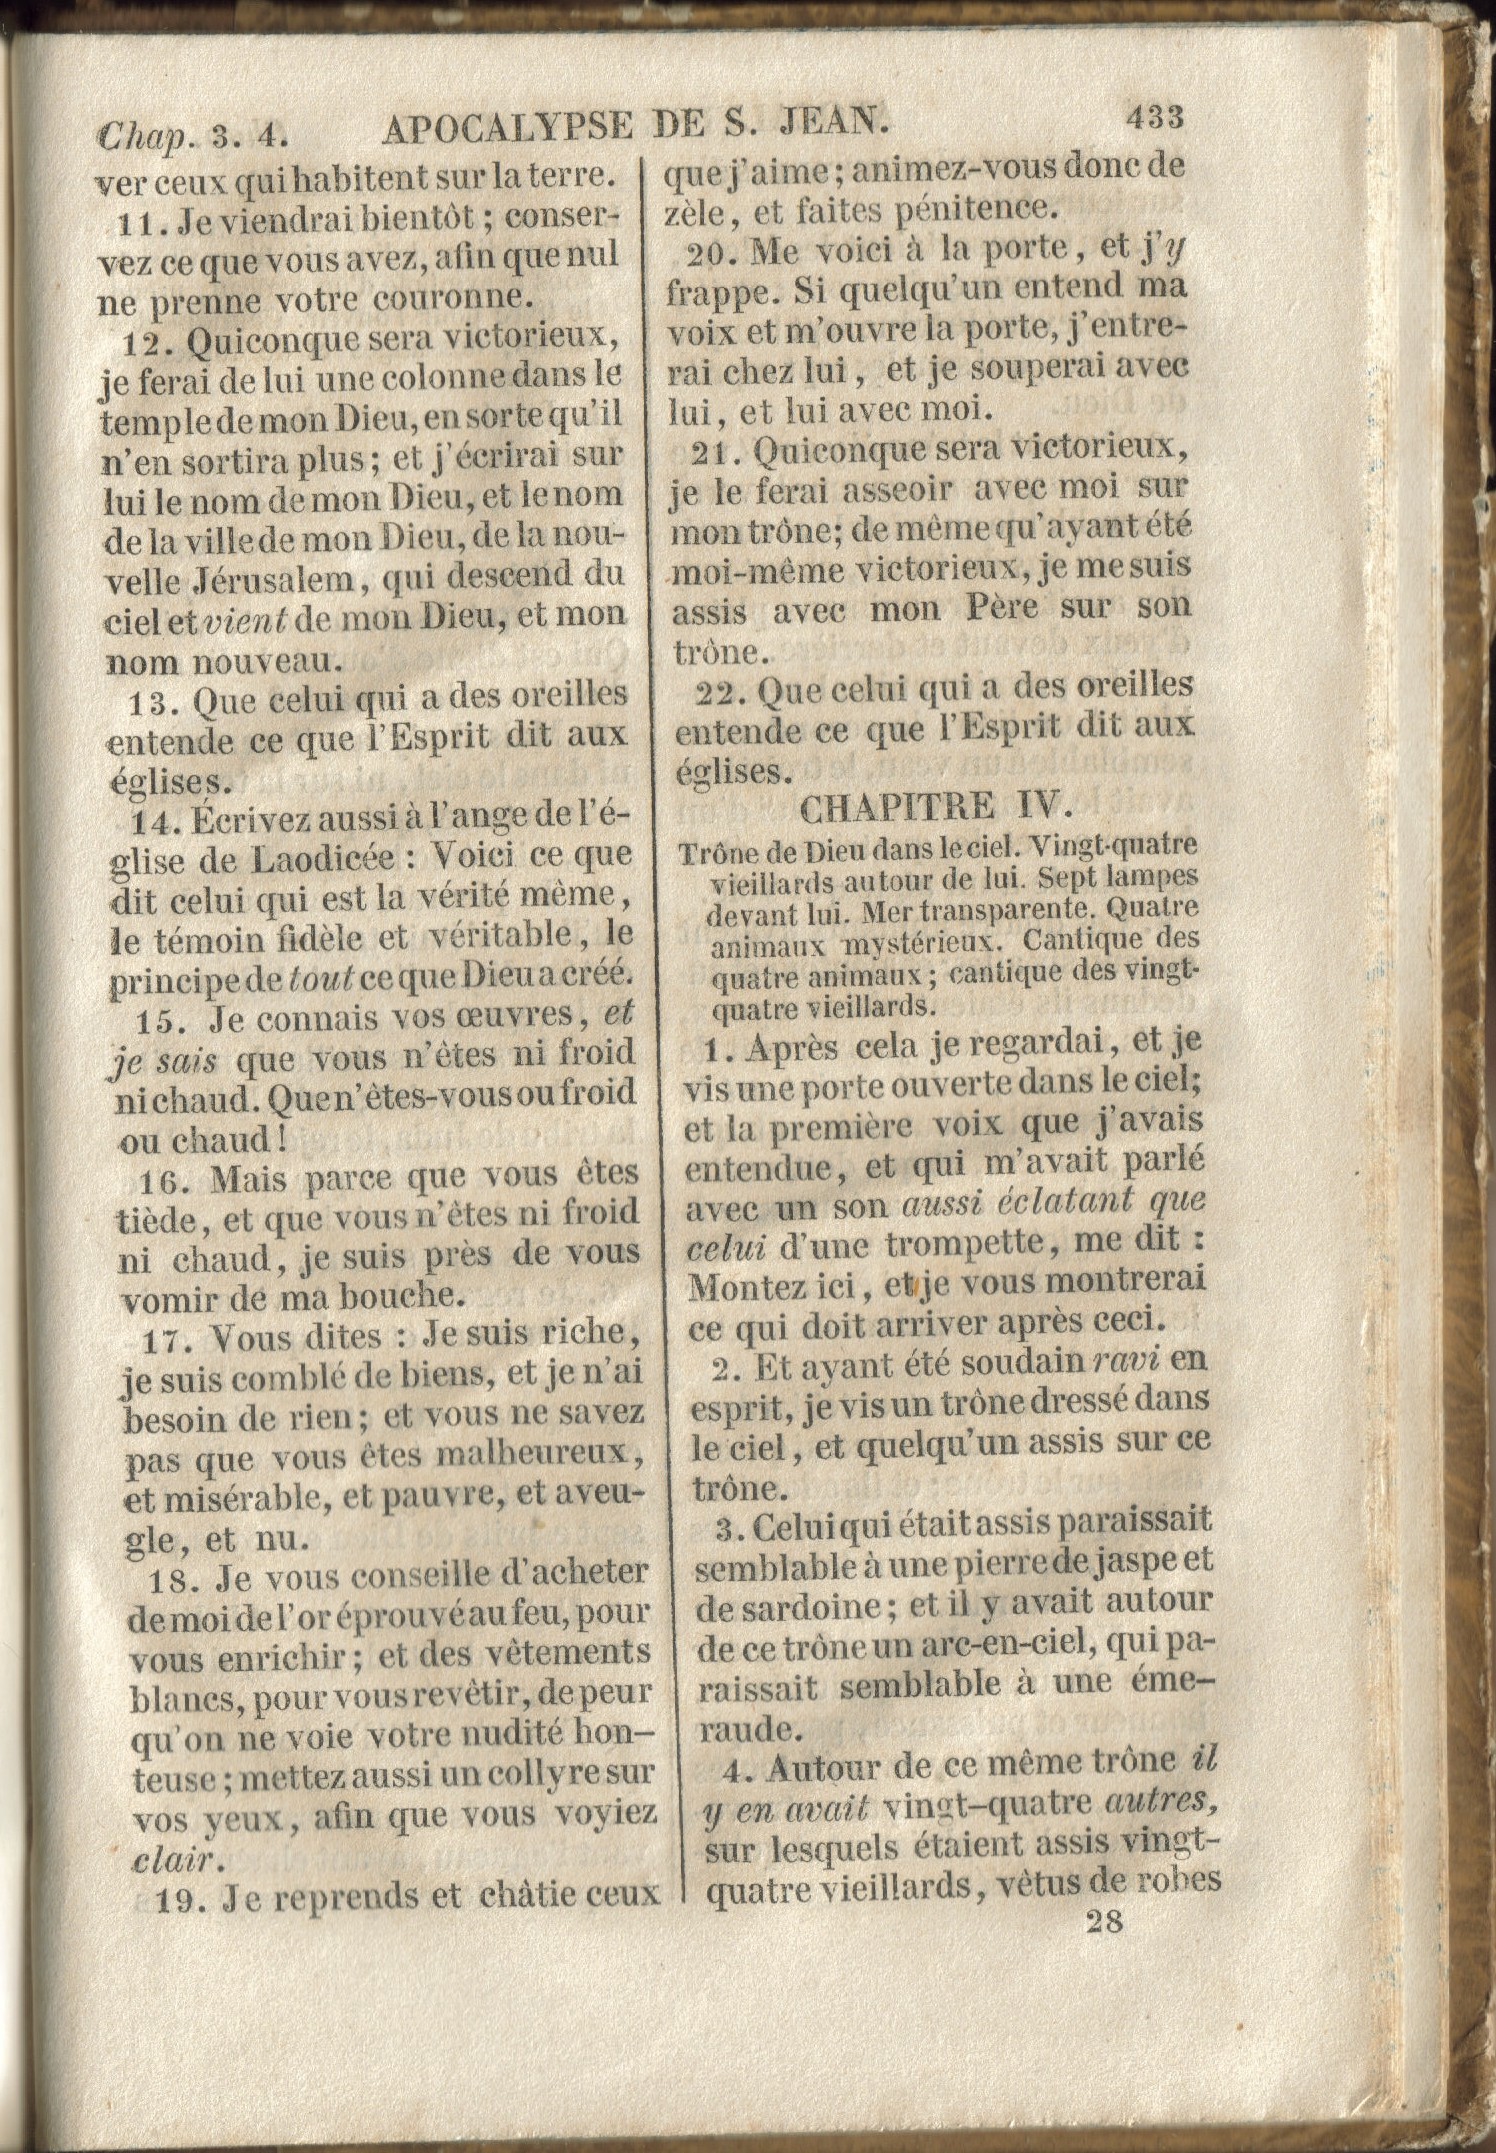 Chap. 3. 4. APOCALYPSE DE S. JEAN. 433
ver ceux qui habitent sur la terre.
11. Je viendrai bientôt ; conser-
vez ce que vous avez, afin que nul
ne prenne votre couronne.
12. Quiconque sera victorieux,
je ferai de lui une colonne dans le
temple de mon Dieu, en sorte qu'il
n'en sortira plus ; et j'écrirai sur
lui le nom de mon Dieu, et le nom
de la ville de mon Dieu, de la nou-
velle Jérusalem, qui descend du
ciel et vient de mon Dieu, et mon
nom nouveau.
13. Que celui qui a des oreilles
entende ce que l'Esprit dit aux
églises.
14. Écrivez aussi à l'ange de l'é-
glise de Laodicée : Voici ce que
dit celui qui est la vérité même,
le témoin fidèle et véritable, le
principe de tout ce que Dieu a créé.
15. Je connais vos œuvres, et
je sais que vous n'êtes ni froid
ni chaud. Que n'êtes-vous ou froid
ou chaud !
16. Mais parce que vous êtes
tiède, et que vous n'êtes ni froid
ni chaud, je suis près de vous
vomir de ma bouche.
17. Vous dites : Je suis riche,
je suis comblé de biens, et je n'ai
besoin de rien ; et vous ne savez
pas que vous êtes malheureux,
et misérable, et pauvre, et aveu-
gle, et nu.
18. Je vous conseille d'acheter
de moi de l'or éprouvé au feu, pour
vous enrichir ; et des vêtements
blancs, pour vous revêtir, de peur
qu'on ne voie votre nudité hon-
teuse ; mettez aussi un collyre sur
vos yeux, afin que vous voyiez
clair.
19. Je reprends et châtie ceux
que j'aime ; animez-vous donc de
zèle, et faites pénitence.
20. Me voici à la porte, et j'y
frappe. Si quelqu'un entend ma
voix et m'ouvre la porte, j'entre-
rai chez lui, et je souperai avec
lui, et lui avec moi.
21. Quiconque sera victorieux,
je le ferai asseoir avec moi sur
mon trône ; de même qu'ayant été
moi-même victorieux, je me suis
assis avec mon Père sur son
trône.
22. Que celui qui a des oreilles
entende ce que l'Esprit dit aux
églises.
CHAPITRE IV.
Trône de Dieu dans le ciel. Vingt-quatre
vieillards autour de lui. Sept lampes
devant lui. Mer transparente. Quatre
animaux mystérieux. Cantique des
quatre animaux ; cantique des vingt-
quatre vieillards.
1. Après cela je regardai, et je
vis une porte ouverte dans le ciel ;
et la première voix que j'avais
entendue, et qui m'avait parlé
avec un son aussi éclatant que
celui d'une trompette, me dit :
Montez ici, et je vous montrerai
ce qui doit arriver après ceci.
2. Et ayant été soudain ravi en
esprit, je vis un trône dressé dans
le ciel, et quelqu'un assis sur ce
trône.
3. Celui qui était assis paraissait
semblable à une pierre de jaspe et
de sardoine ; et il y avait autour
de ce trône un arc-en-ciel, qui pa-
raissait semblable à une éme-
raude.
4. Autour de ce même trône il
y en avait vingt-quatre autres,
sur lesquels étaient assis vingt-
quatre vieillards, vêtus de robes
28